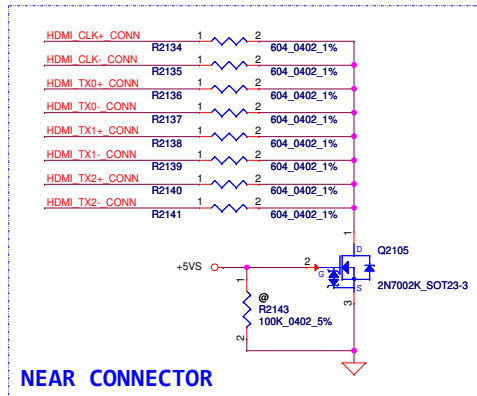 HDMI_CLK+_CONN 1 2
R2134 604_0402_1%
HDMI_CLK-_CONN 1 2
R2135 604_0402_1%
HDMI_TX0+_CONN 1 2
R2136 604_0402_1%
HDMI_TX0-_CONN 1 2
R2137 604_0402_1%
HDMI_TX1+_CONN 1 2
R2138 604_0402_1%
HDMI_TX1-_CONN 1 2
R2139 604_0402_1%
HDMI_TX2+_CONN 1 2
R2140 604_0402_1%
HDMI_TX2-_CONN 1 2
R2141 604_0402_1%
1
D Q2105
+5VS 2
G
S 2N7002K_SOT23-3
1 3
@
R2143
100K_0402_5%
2
NEAR CONNECTOR